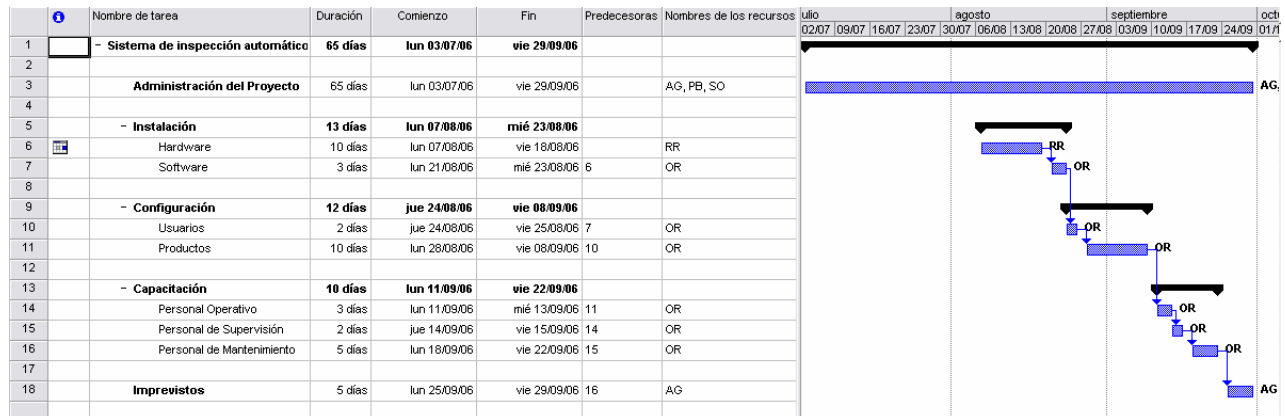 Nombre de tarea Duración Comienzo Fin Predecesoras Nombres de los recursos
ulio agosto septiembre octu
02/07 09/07 16/07 23/07 30/07 06/08 13/08 20/08 27/08 03/09 10/09 17/09 24/09 01/1
1 − Sistema de inspección automático 65 días lun 03/07/06 vie 29/09/06
2
3 Administración del Proyecto 65 días lun 03/07/06 vie 29/09/06 AG, PB, SO AG,
4
5 − Instalación 13 días lun 07/08/06 mié 23/08/06
6 Hardware 10 días lun 07/08/06 vie 18/08/06 RR RR
7 Software 3 días lun 21/08/06 mié 23/08/06 6 OR OR
8
9 − Configuración 12 días jue 24/08/06 vie 08/09/06
10 Usuarios 2 días jue 24/08/06 vie 25/08/06 7 OR OR
11 Productos 10 días lun 28/08/06 vie 08/09/06 10 OR OR
12
13 − Capacitación 10 días lun 11/09/06 vie 22/09/06
14 Personal Operativo 3 días lun 11/09/06 mié 13/09/06 11 OR OR
15 Personal de Supervisión 2 días jue 14/09/06 vie 15/09/06 14 OR OR
16 Personal de Mantenimiento 5 días lun 18/09/06 vie 22/09/06 15 OR OR
17
18 Imprevistos 5 días lun 25/09/06 vie 29/09/06 16 AG AG